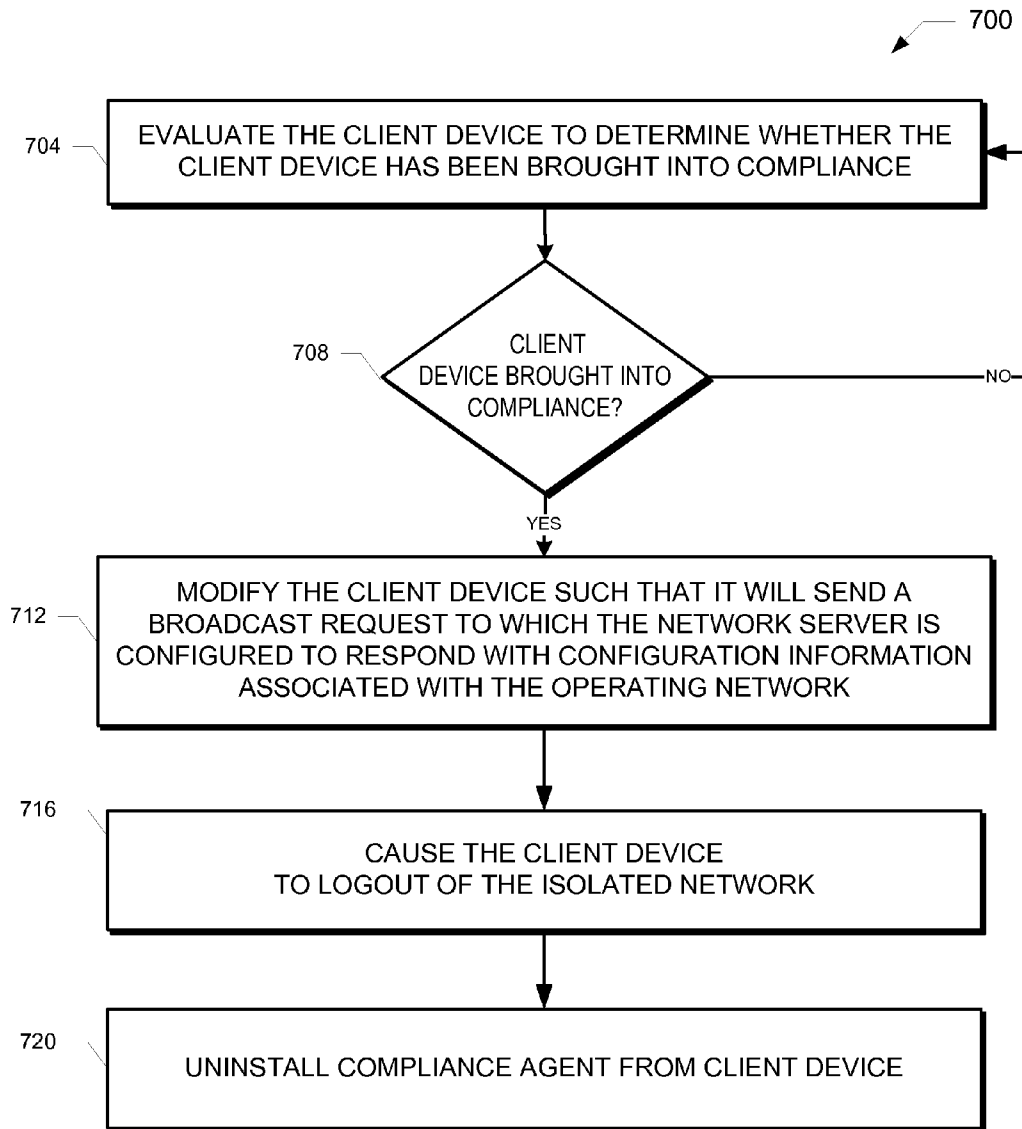 700
704
EVALUATE THE CLIENT DEVICE TO DETERMINE WHETHER THE
CLIENT DEVICE HAS BEEN BROUGHT INTO COMPLIANCE
708
CLIENT
DEVICE BROUGHT INTO
COMPLIANCE?
NO
YES
712
MODIFY THE CLIENT DEVICE SUCH THAT IT WILL SEND A
BROADCAST REQUEST TO WHICH THE NETWORK SERVER IS
CONFIGURED TO RESPOND WITH CONFIGURATION INFORMATION
ASSOCIATED WITH THE OPERATING NETWORK
716
CAUSE THE CLIENT DEVICE
TO LOGOUT OF THE ISOLATED NETWORK
720
UNINSTALL COMPLIANCE AGENT FROM CLIENT DEVICE